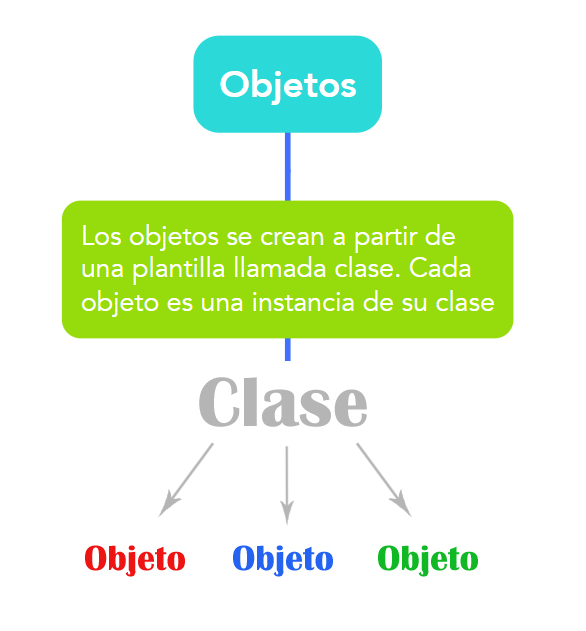 Objetos
Los objetos se crean a partir de
una plantilla llamada clase. Cada
objeto es una instancia de su clase
Clase
Objeto Objeto Objeto